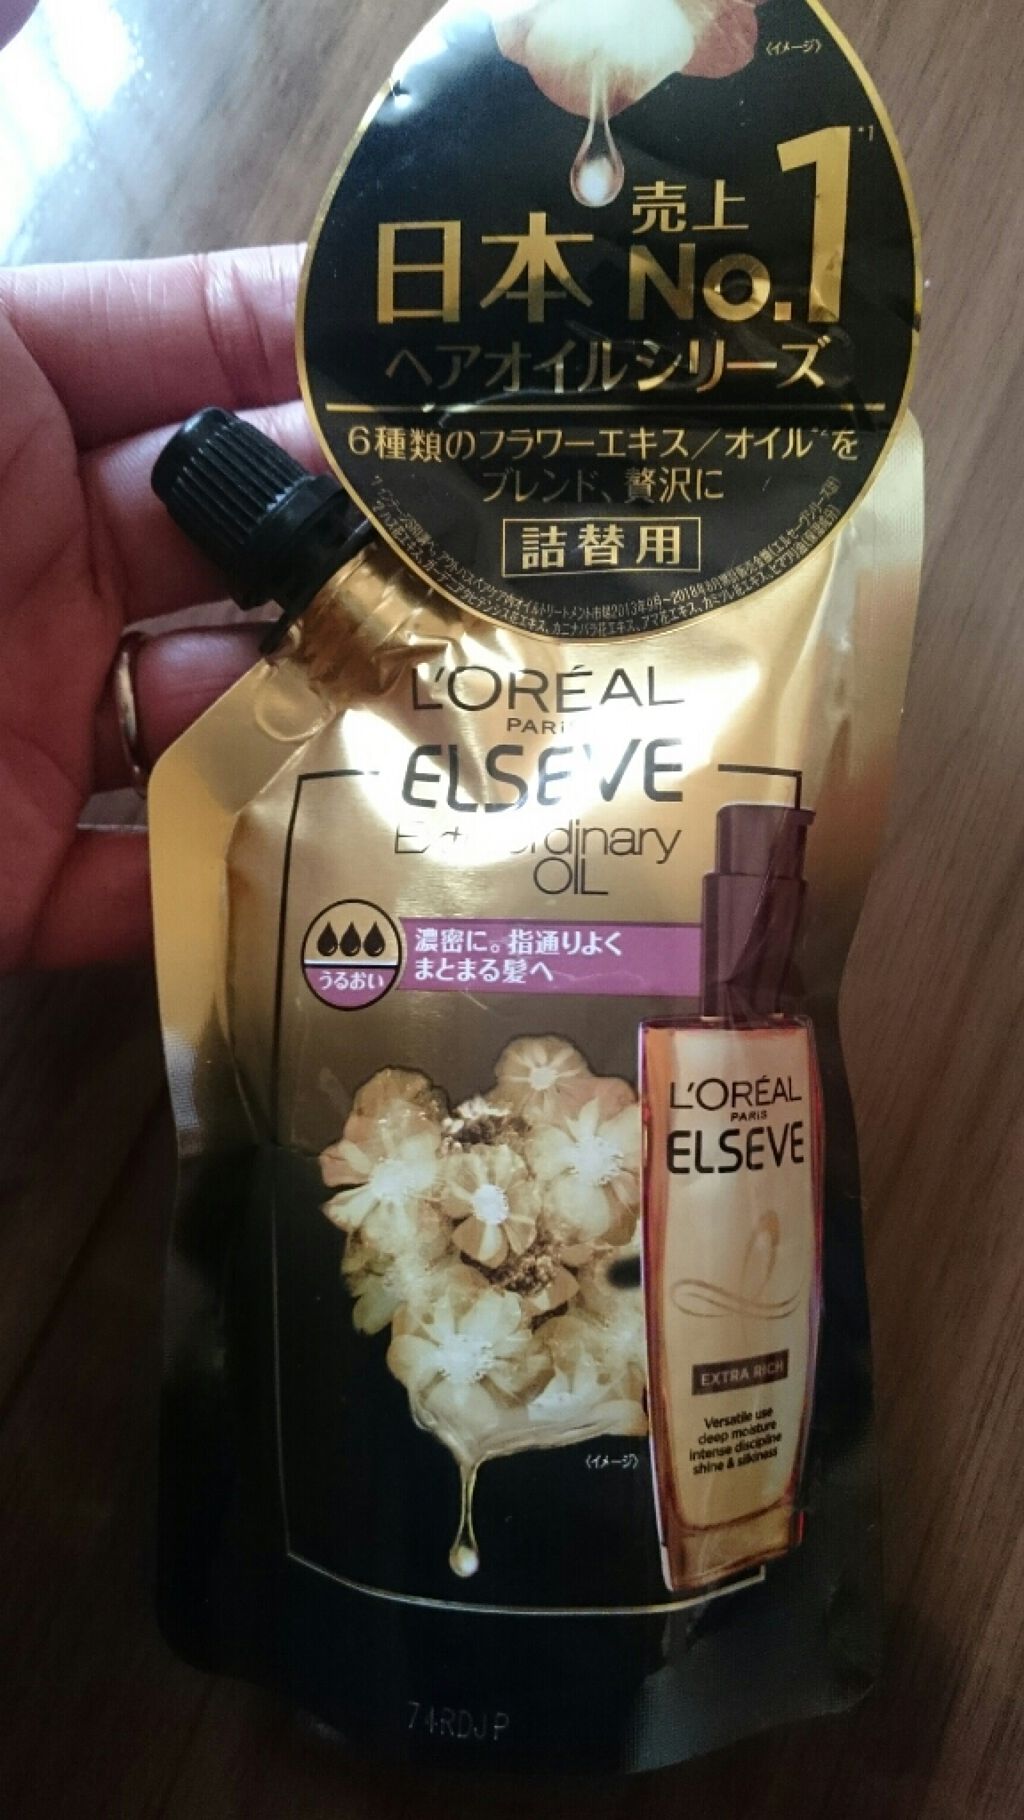 〈イメージ〉
売上
日本 No.1*1
ヘアオイルシリーズ
6種類のフラワーエキス/オイル*2を
ブレンド、贅沢に
詰替用
L'ORÉAL
PARIS
ELSEVE
Extraordinary
OIL
うるおい
濃密に。指通りよく
まとまる髪へ
L'ORÉAL
PARIS
ELSEVE
EXTRA RICH
Versatile use
deep moisture
intense discipline
shine & silkiness
〈イメージ〉
74RDJP